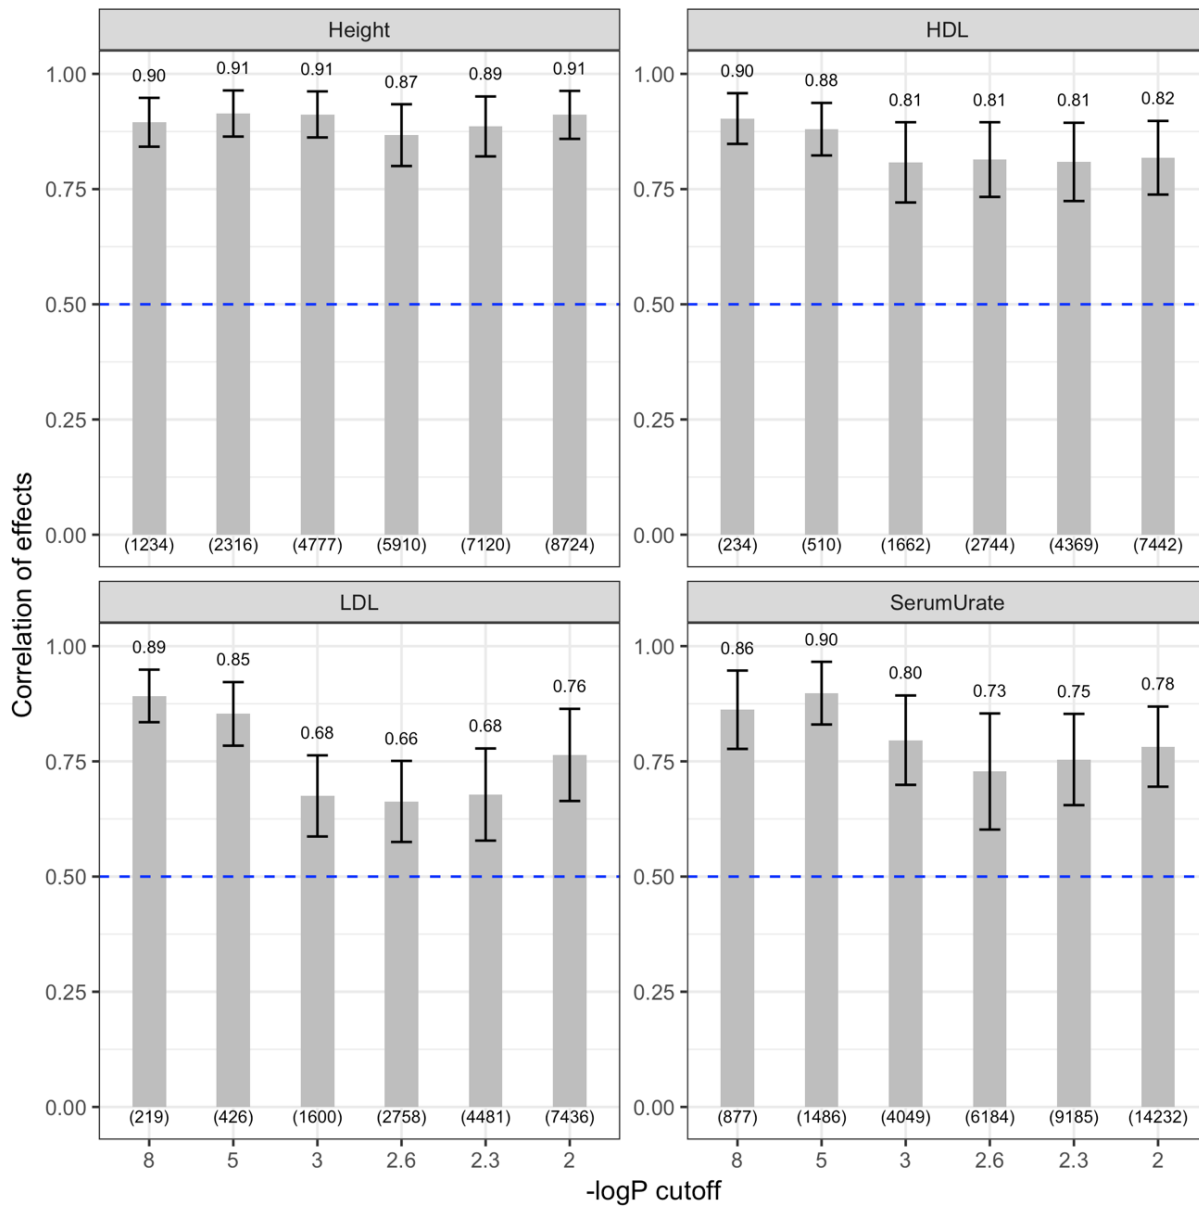 Height
HDL
1.00
0.75
0.50
0.25
0.00
0.90 0.91 0.91 0.87 0.89 0.91
(1234) (2316) (4777) (5910) (7120) (8724)
1.00
0.75
0.50
0.25
0.00
0.90 0.88 0.81 0.81 0.81 0.82
(234) (510) (1662) (2744) (4369) (7442)
Correlation of effects
LDL
SerumUrate
1.00
0.75
0.50
0.25
0.00
0.89 0.85 0.68 0.66 0.68 0.76
(219) (426) (1600) (2758) (4481) (7436)
8 5 3 2.6 2.3 2
1.00
0.75
0.50
0.25
0.00
0.86 0.90 0.80 0.73 0.75 0.78
(877) (1486) (4049) (6184) (9185) (14232)
8 5 3 2.6 2.3 2
-logP cutoff